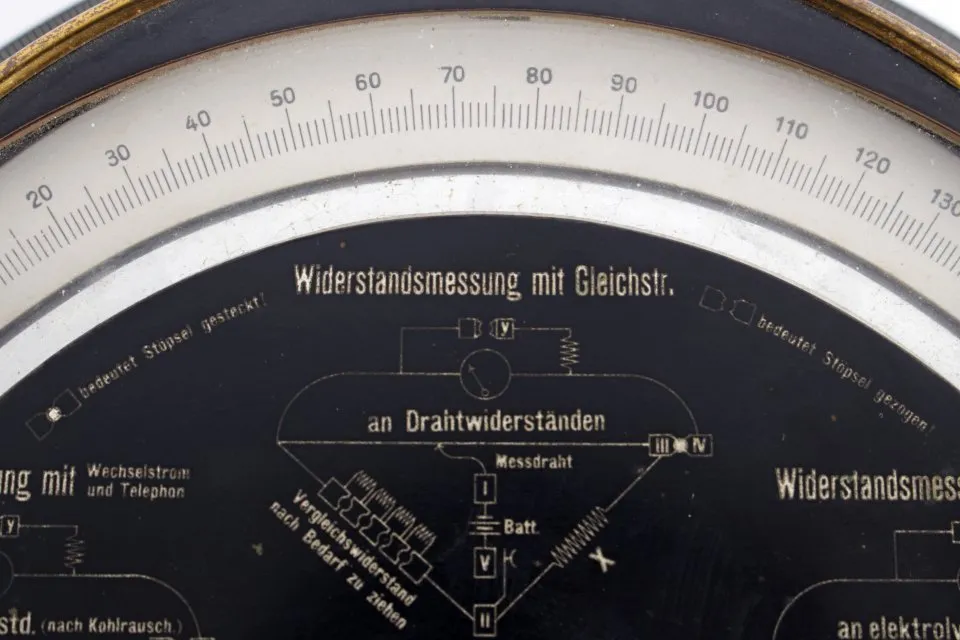 20 30 40 50 60 70 80 90 100 110 120 130
Widerstandsmessung mit Gleichstr.
bedeutet Stöpsel gesteckt!
bedeutet Stöpsel gezogen!
y
an Drahtwiderständen
III IV
Messdraht
I
Vergleichswiderstand
nach Bedarf zu ziehen
Batt.
V
X
II
ung mit Wechselstrom
und Telephon
y
std. (nach Kohlrausch.)
Widerstandsmess
an elektroly